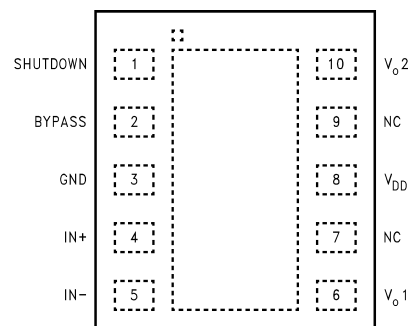 SHUTDOWN 1 10 Vo2
BYPASS 2 9 NC
GND 3 8 VDD
IN+ 4 7 NC
IN- 5 6 Vo1